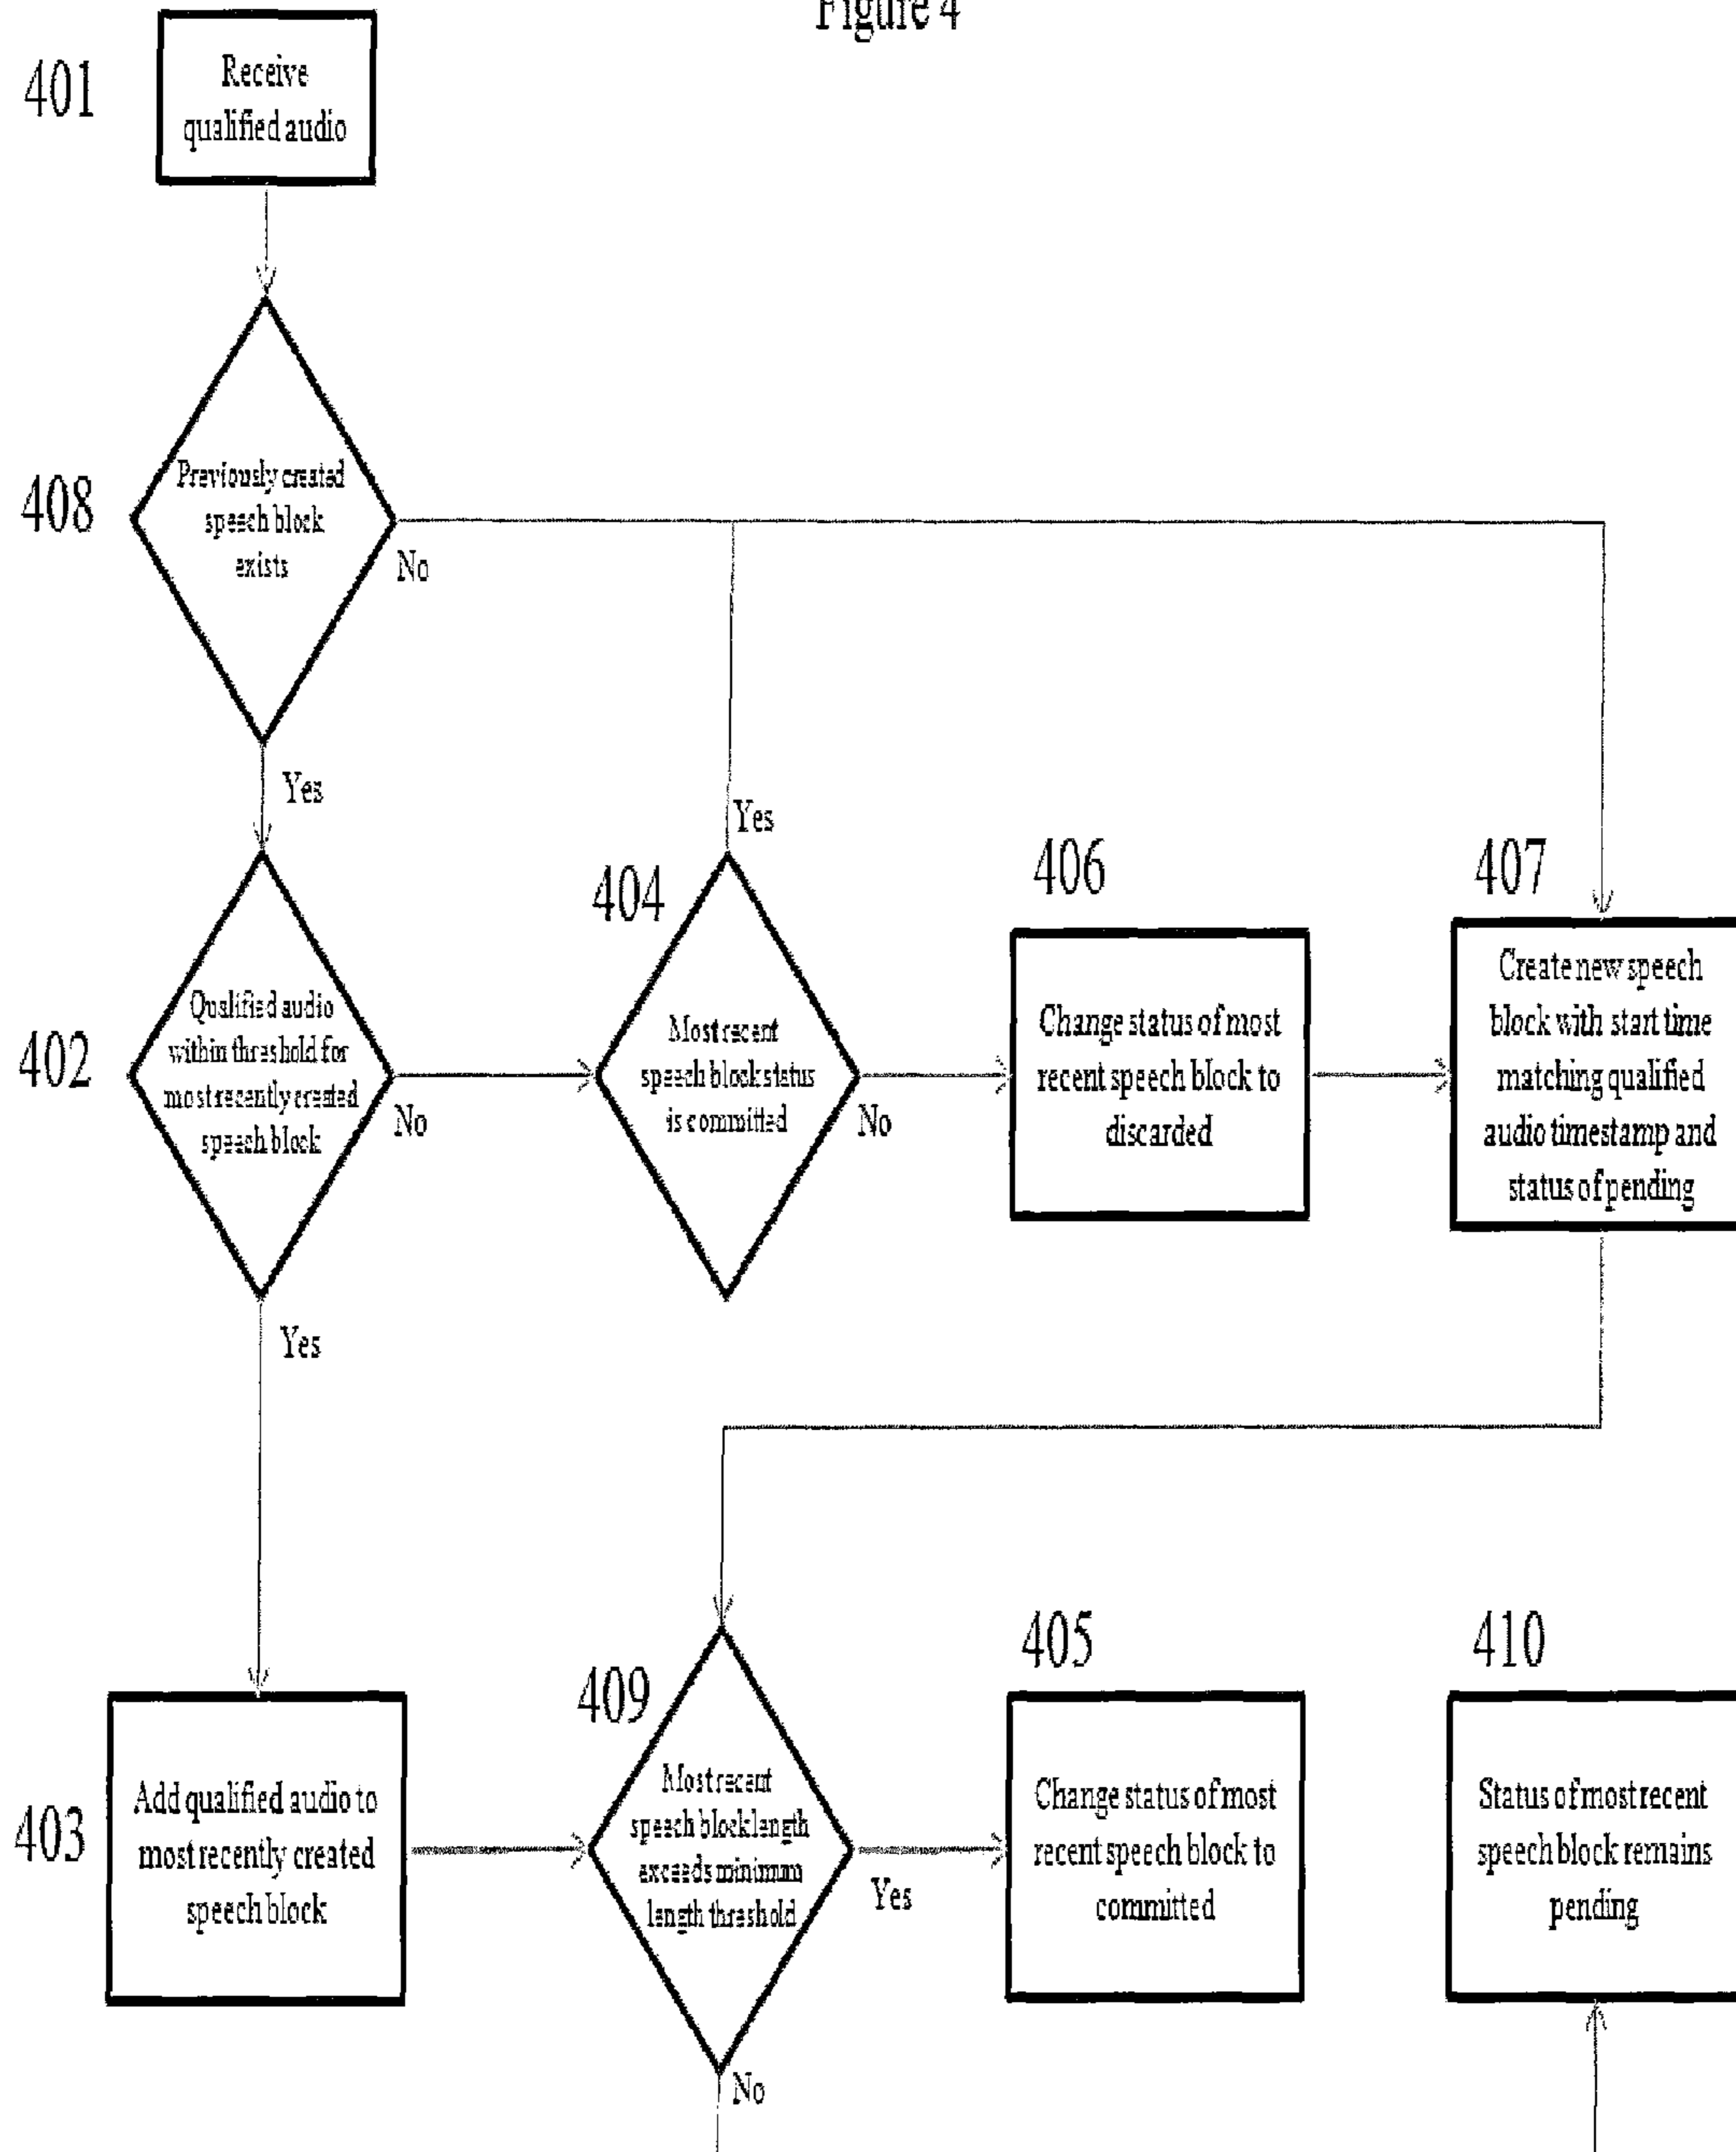 Figure 4
401
Receive
qualified audio
408
Previously created
speech block
exists
No
Yes
402
Qualified audio
within threshold for
most recently created
speech block
No
Yes
404
Most recent
speech block status
is committed
Yes
No
406
Change status of most
recent speech block to
discarded
407
Create new speech
block with start time
matching qualified
audio timestamp and
status of pending
403
Add qualified audio to
most recently created
speech block
409
Most recent
speech block length
exceeds minimum
length threshold
Yes
No
405
Change status of most
recent speech block to
committed
410
Status of most recent
speech block remains
pending